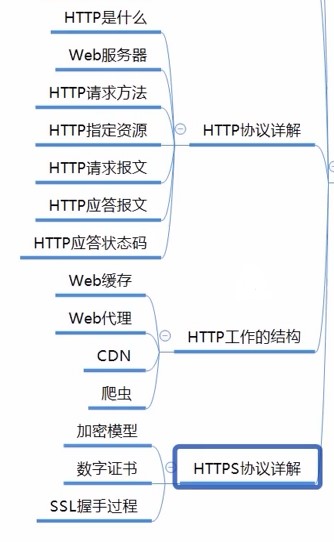 HTTP是什么
Web服务器
HTTP请求方法
HTTP指定资源
HTTP协议详解
HTTP请求报文
HTTP应答报文
HTTP应答状态码
Web缓存
Web代理
HTTP工作的结构
CDN
爬虫
加密模型
数字证书
HTTPS协议详解
SSL握手过程